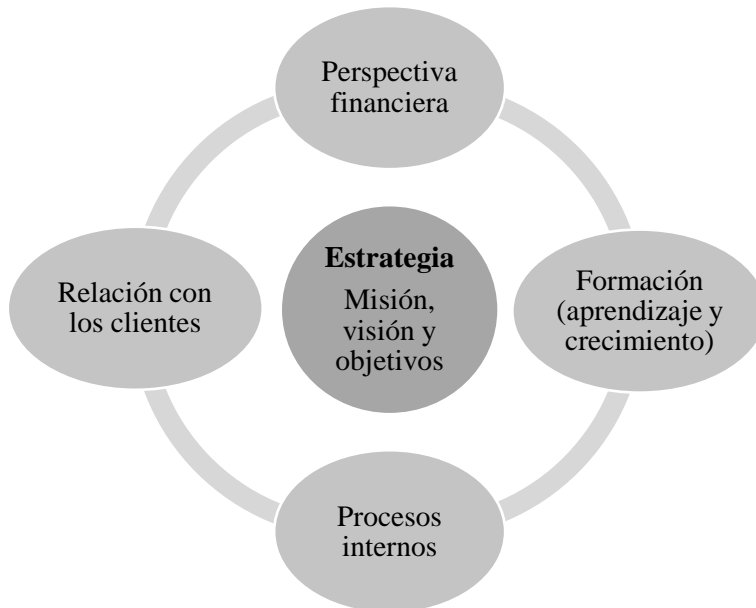 Perspectiva
financiera
Relación con
los clientes
Estrategia
Misión,
visión y
objetivos
Formación
(aprendizaje y
crecimiento)
Procesos
internos